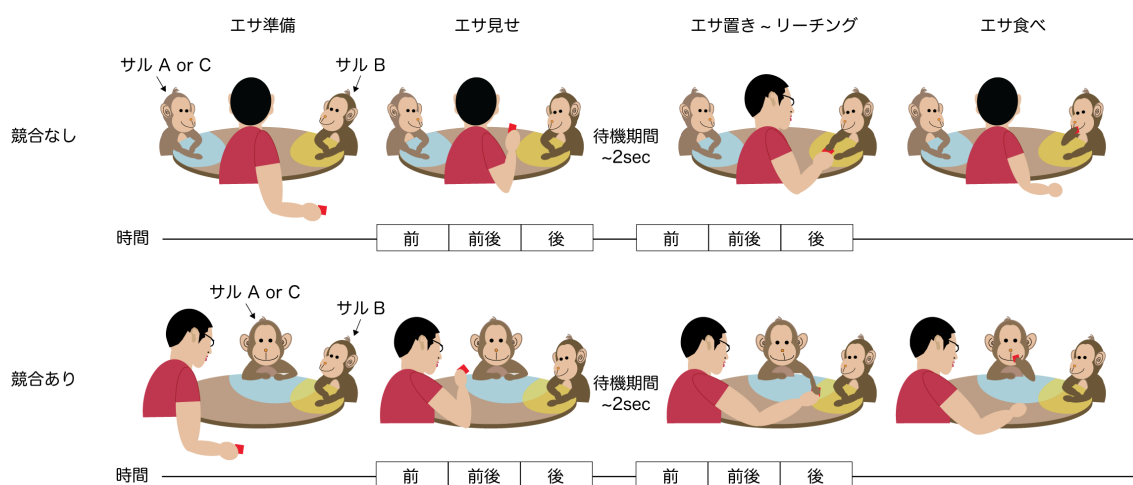 エサ準備
エサ見せ
エサ置き ~ リーチング
エサ食べ
サル A or C
サル B
競合なし
待機期間
~2sec
時間
前
前後
後
前
前後
後
サル A or C
サル B
競合あり
待機期間
~2sec
時間
前
前後
後
前
前後
後